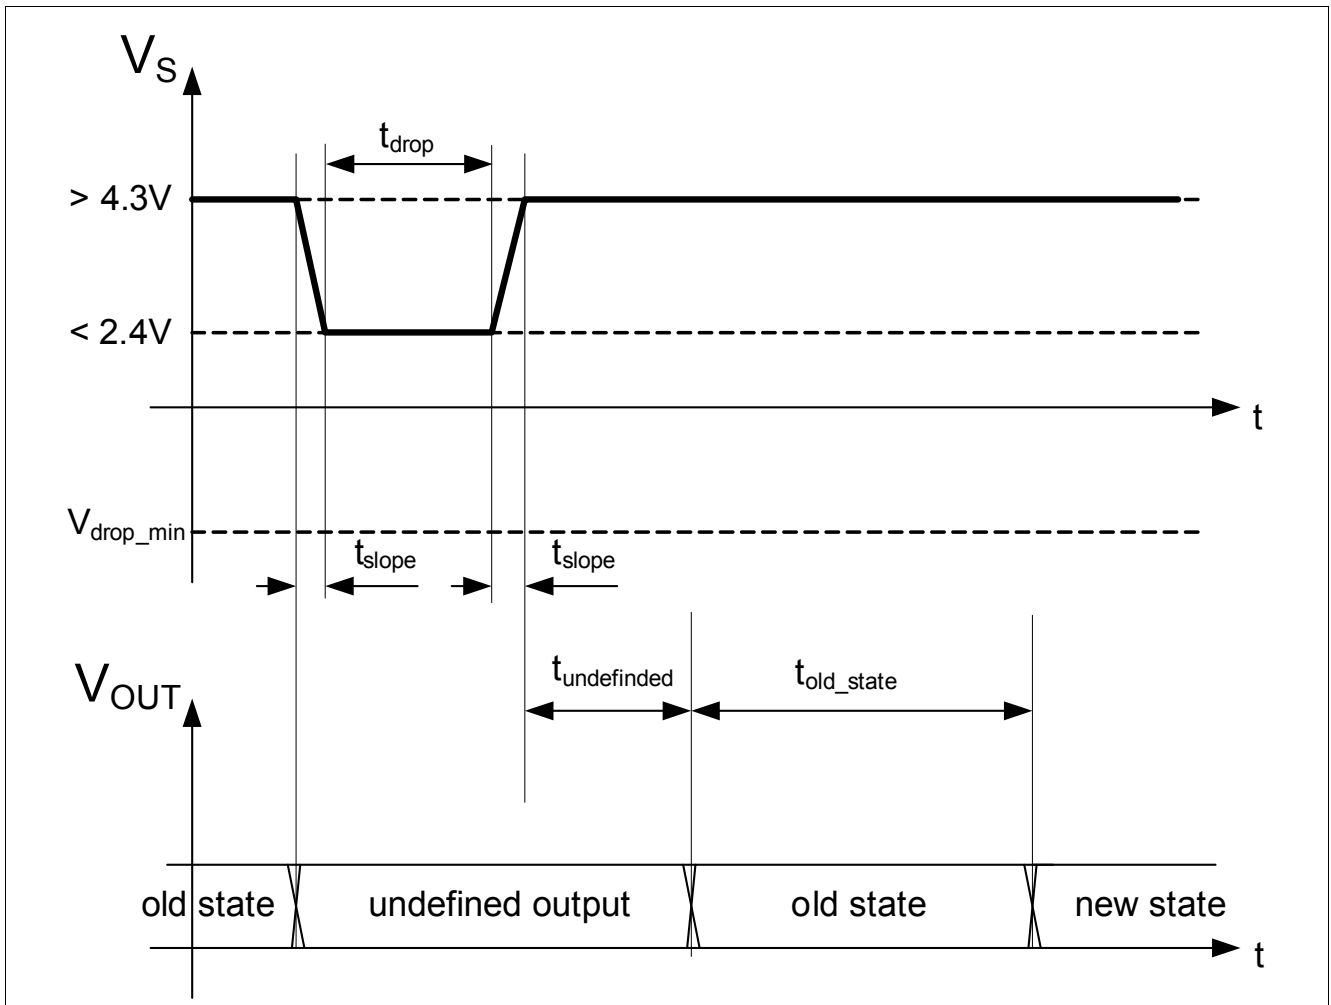 V_S
t_drop
> 4.3V
< 2.4V
t
V_drop_min
t_slope
t_slope
V_OUT
t_undefinded
t_old_state
old state
undefined output
old state
new state
t